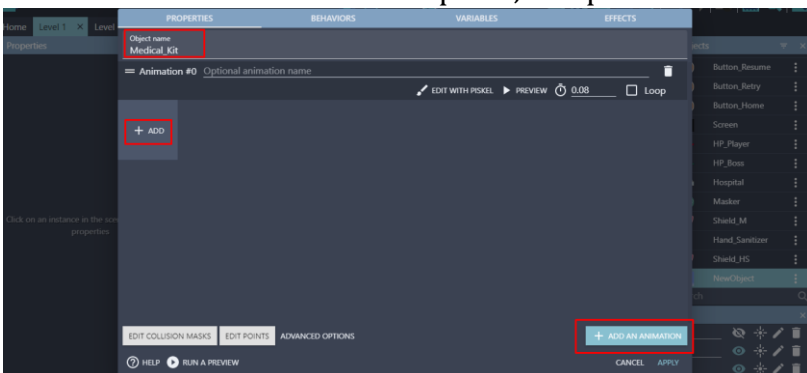 PROPERTIES BEHAVIORS VARIABLES EFFECTS
Home Level 1 × Level
Properties
Object name
Medical_Kit
Animation #0 Optional animation name
EDIT WITH PISKEL PREVIEW 0.08 Loop
+ ADD
Button_Resume
Button_Retry
Button_Home
Screen
HP_Player
HP_Boss
Hospital
Masker
Shield_M
Hand_Sanitizer
Shield_HS
NewObject
Click on an instance in the sce
properties
EDIT COLLISION MASKS EDIT POINTS ADVANCED OPTIONS + ADD AN ANIMATION
HELP RUN A PREVIEW CANCEL APPLY